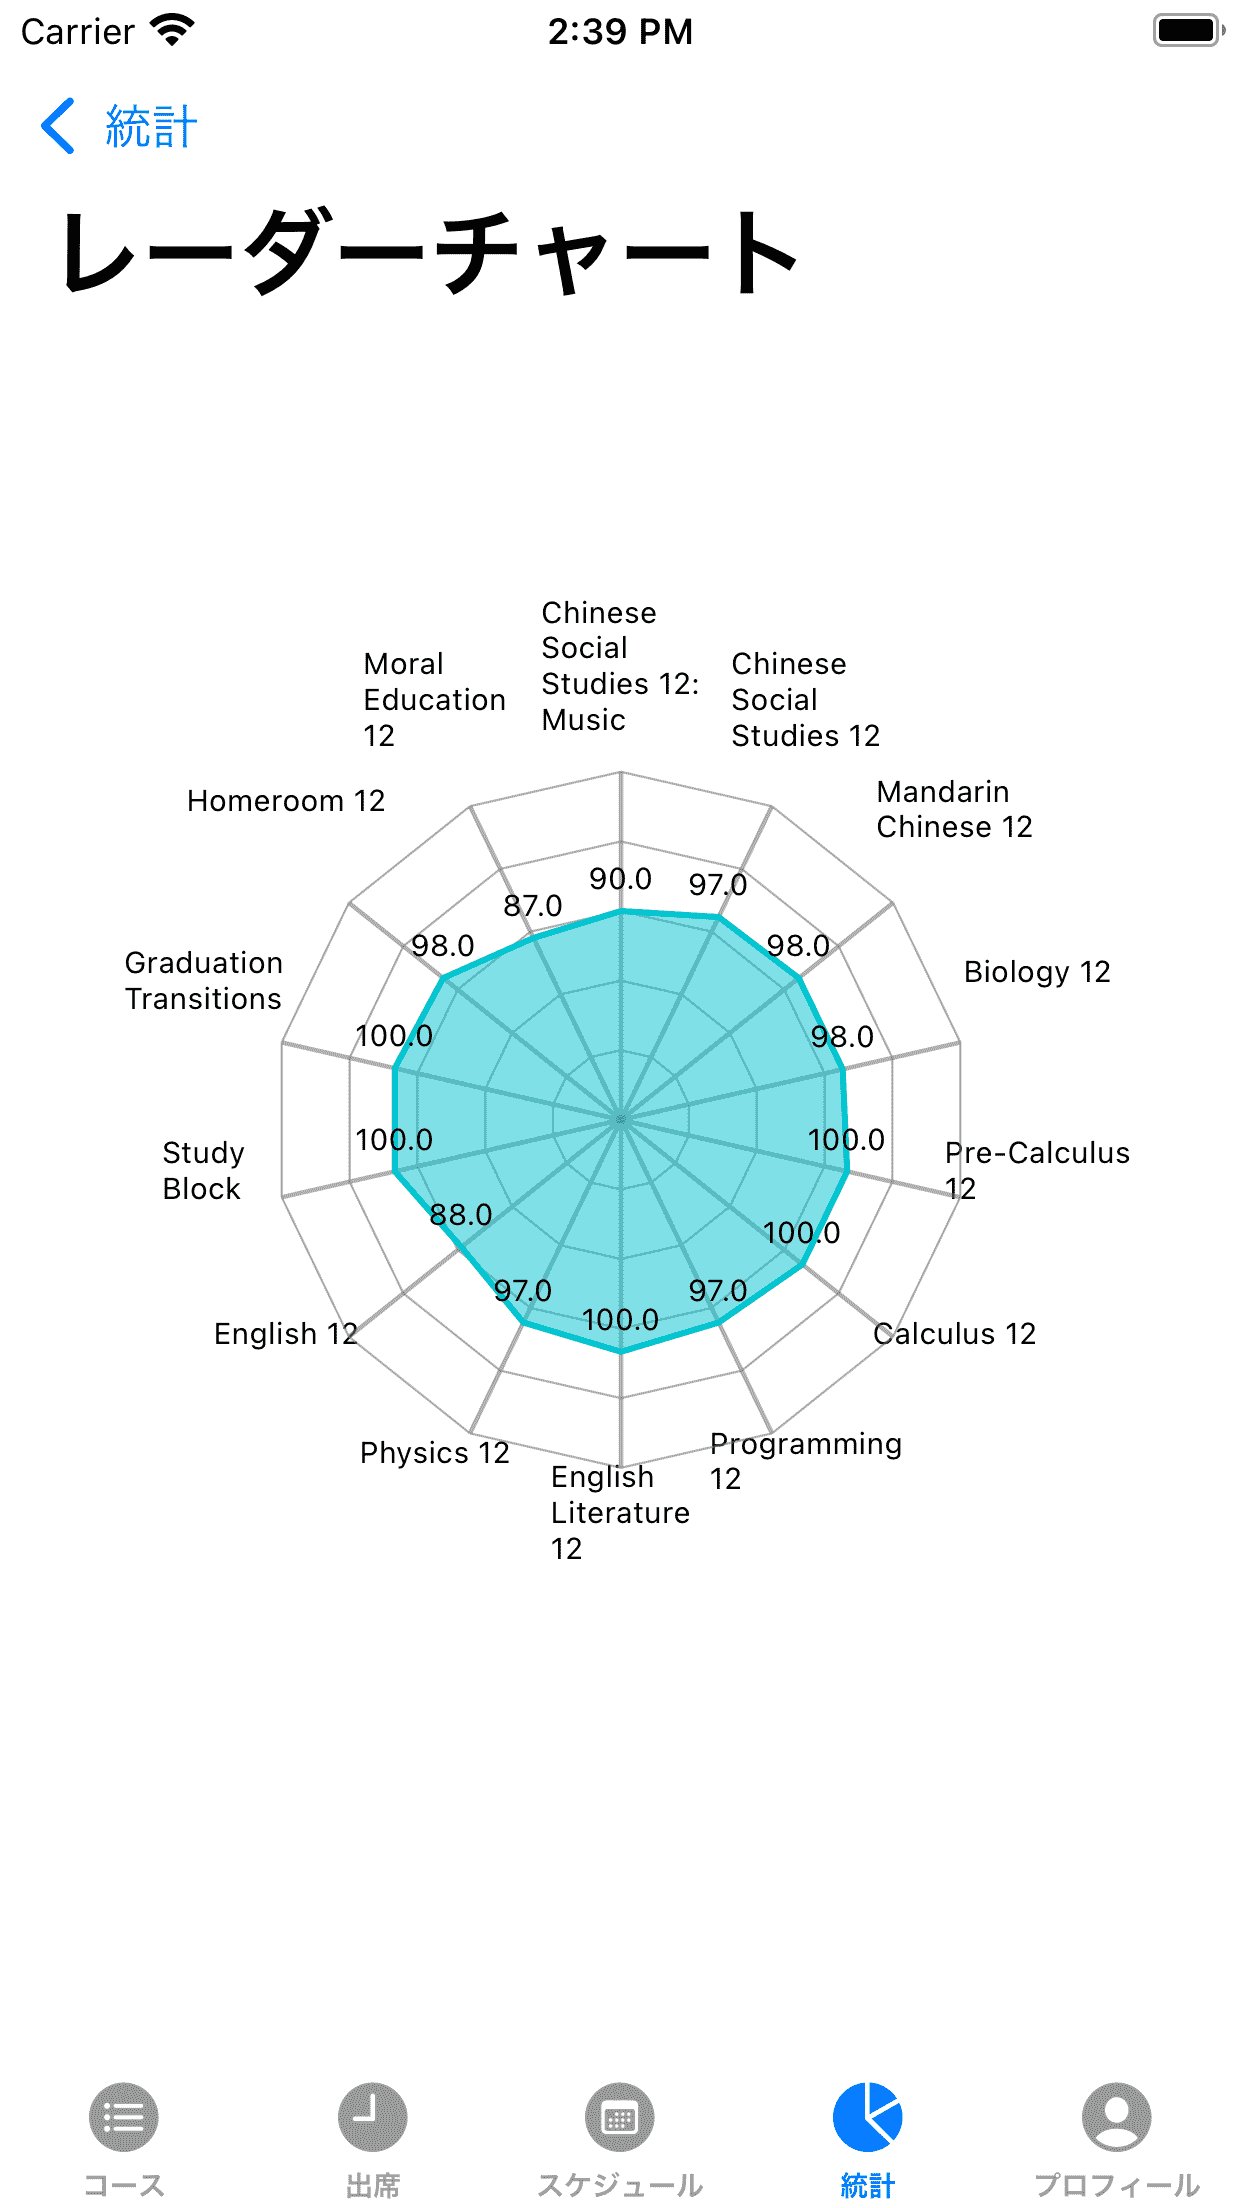 Carrier
2:39 PM
統計
レーダーチャート
Chinese
Social
Studies 12:
Music
Moral
Education
12
Chinese
Social
Studies 12
Mandarin
Chinese 12
Homeroom 12
90.0
97.0
87.0
98.0
98.0
Graduation
Transitions
Biology 12
100.0
98.0
Study
Block
100.0
100.0
Pre-Calculus
12
88.0
100.0
97.0
97.0
100.0
English 12
Calculus 12
Physics 12
Programming
12
English
Literature
12
コース
出席
スケジュール
統計
プロフィール